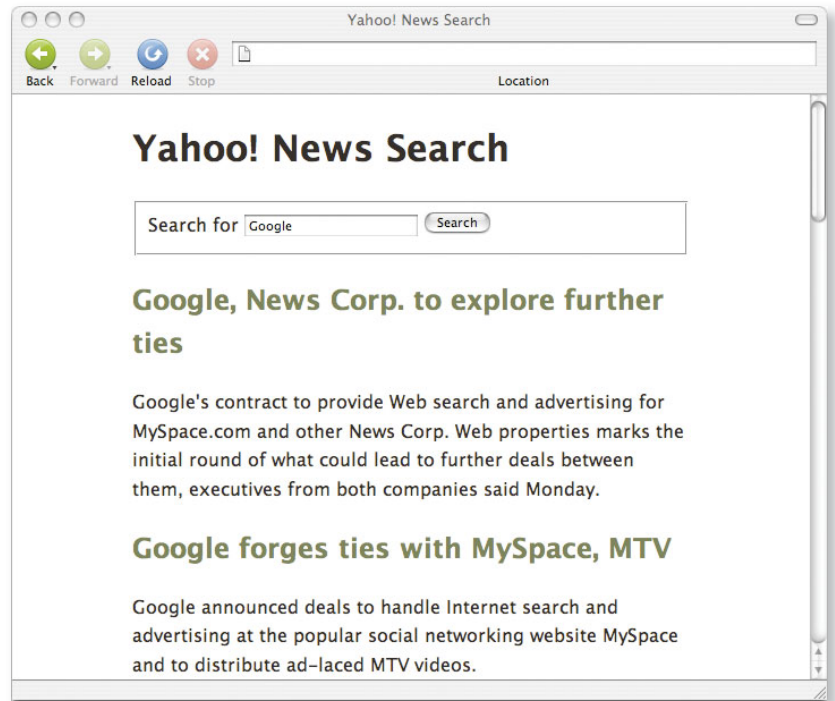 Yahoo! News Search
Back Forward Reload Stop Location
Yahoo! News Search
Search for Google Search
Google, News Corp. to explore further
ties
Google's contract to provide Web search and advertising for
MySpace.com and other News Corp. Web properties marks the
initial round of what could lead to further deals between
them, executives from both companies said Monday.
Google forges ties with MySpace, MTV
Google announced deals to handle Internet search and
advertising at the popular social networking website MySpace
and to distribute ad-laced MTV videos.